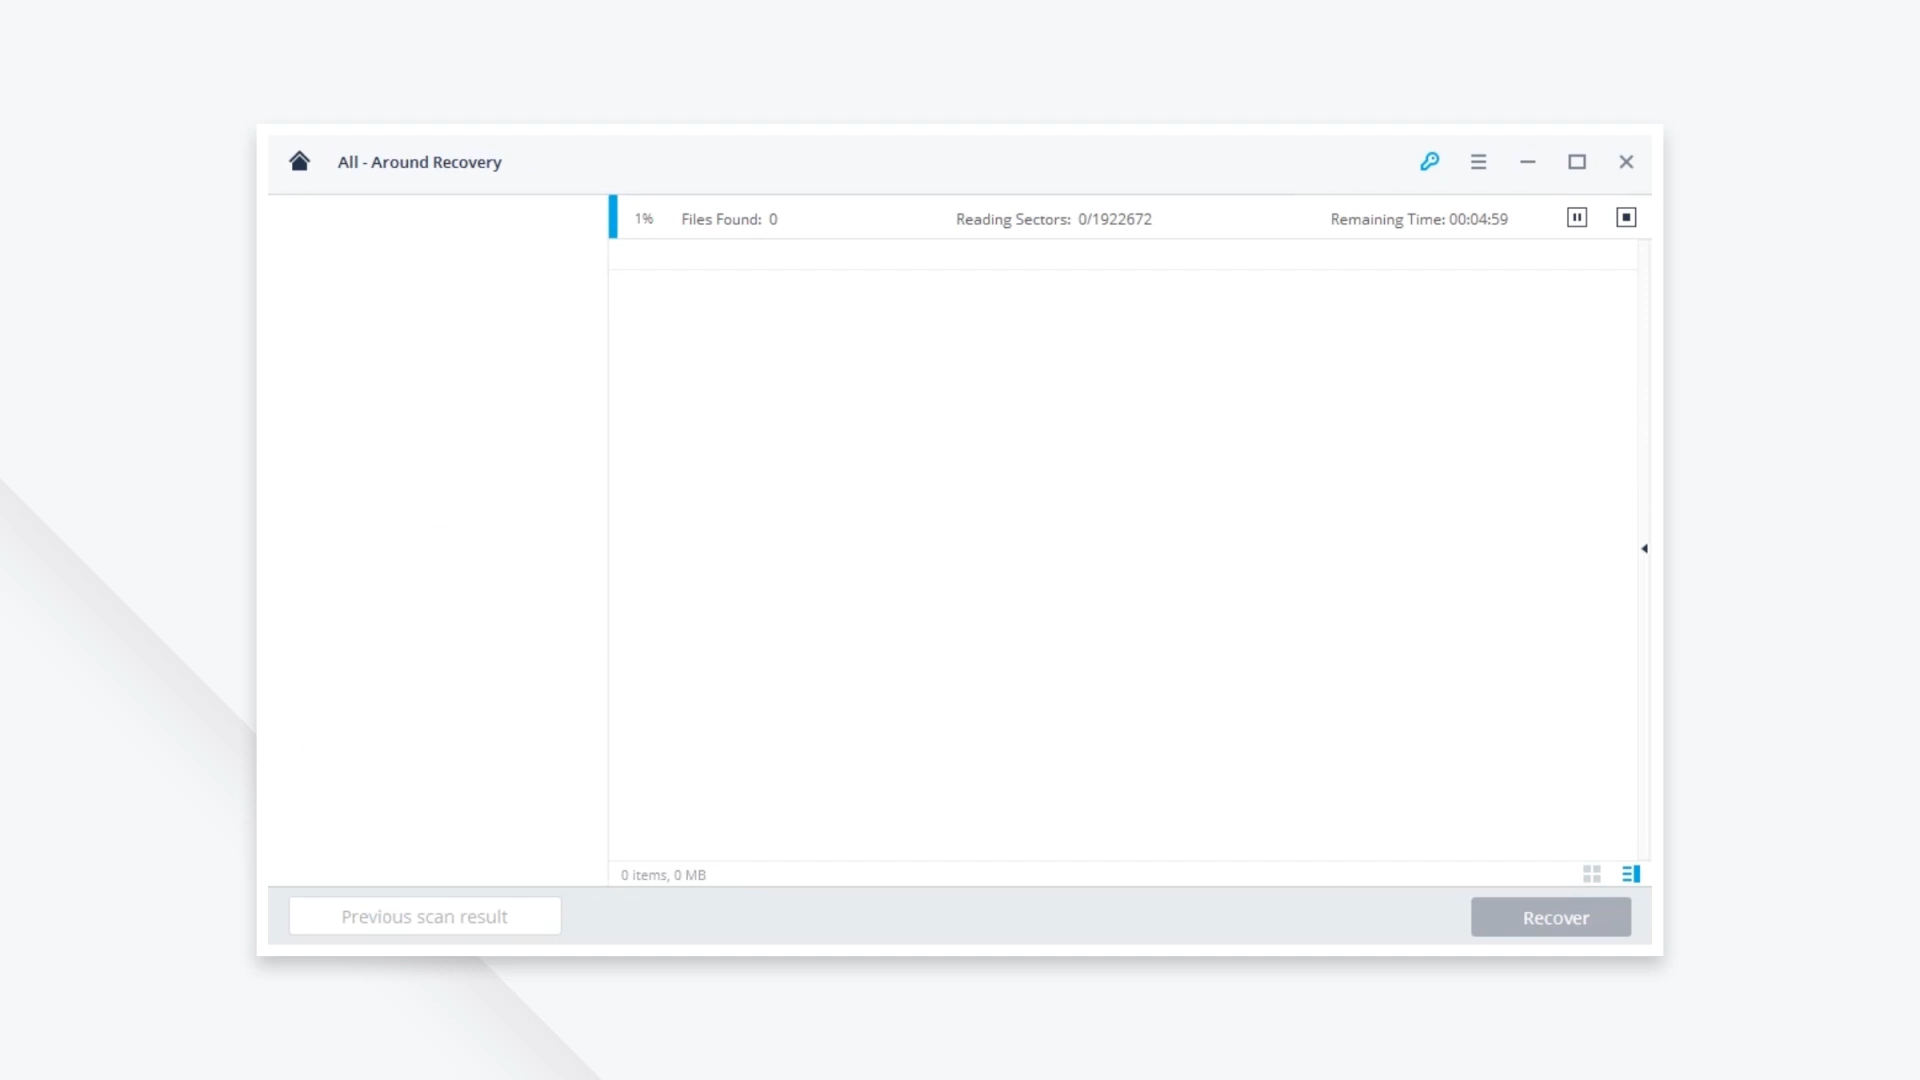 All - Around Recovery
1% Files Found: 0 Reading Sectors: 0/1922672 Remaining Time: 00:04:59
0 items, 0 MB
Previous scan result Recover